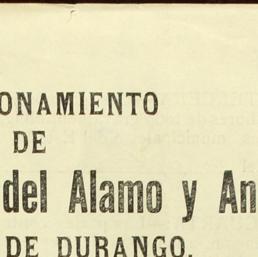 ONAMIENTO
DE
del Alamo y An
DE DURANGO.